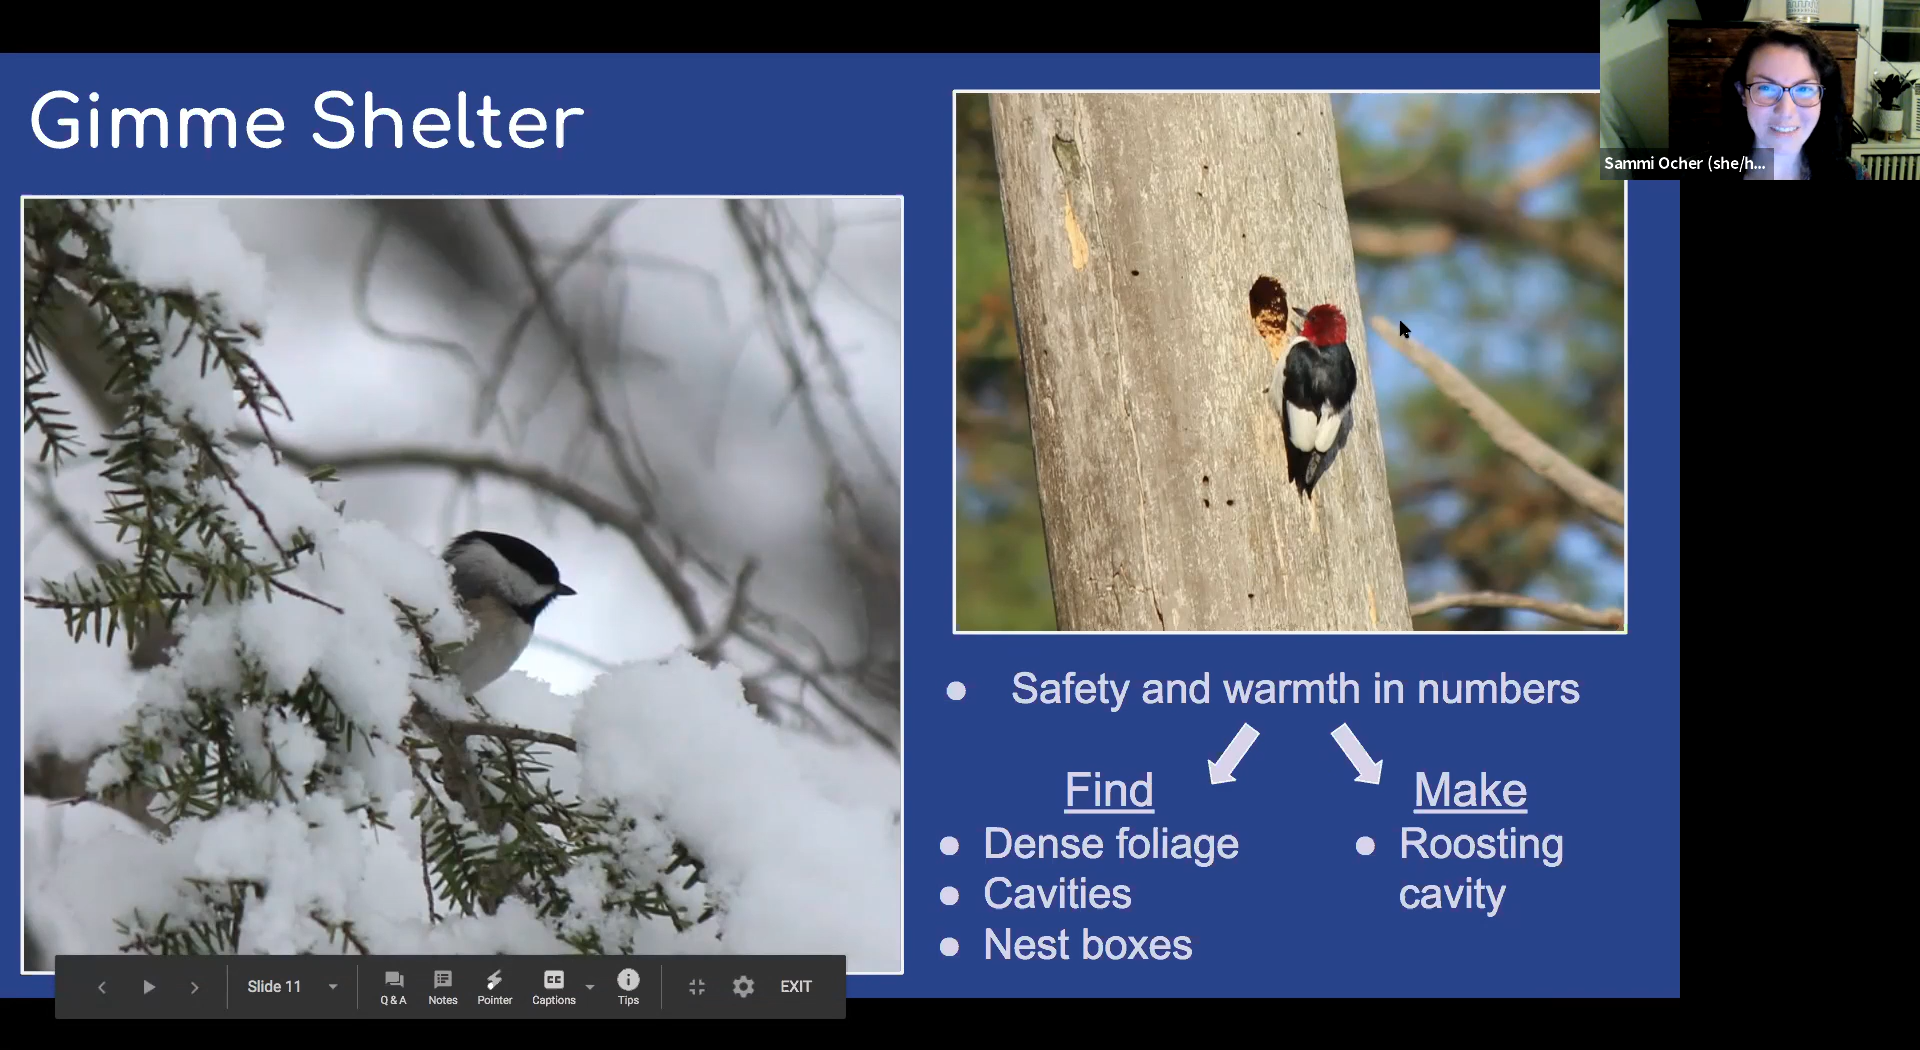 Gimme Shelter
Sammi Ocher (she/h...
● Safety and warmth in numbers
Find
● Dense foliage
● Cavities
● Nest boxes
Make
● Roosting
cavity
Slide 11
Q & A
Notes
Pointer
CC
Captions
Tips
EXIT